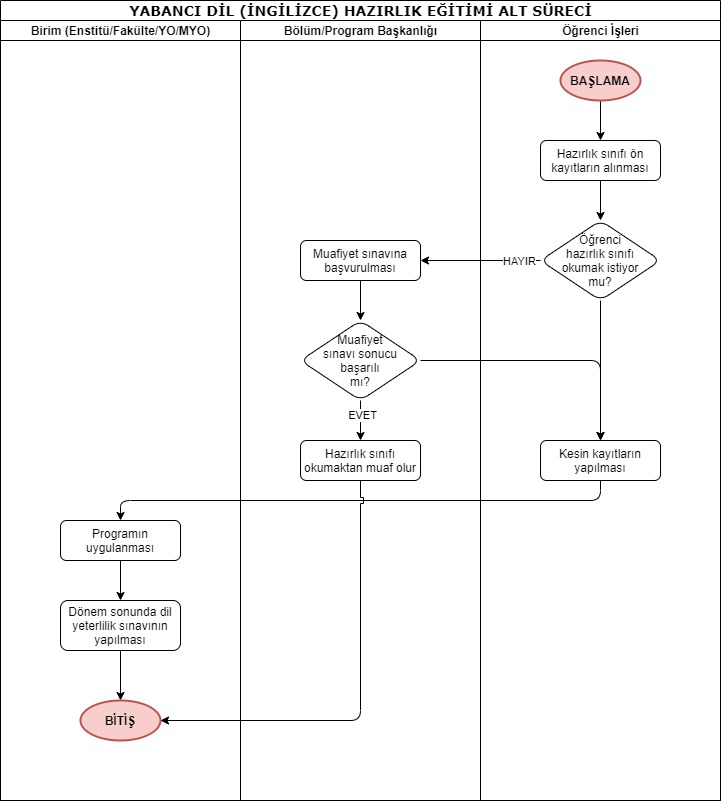 YABANCI DİL (İNGİLİZCE) HAZIRLIK EĞİTİMİ ALT SÜRECİ
Birim (Enstitü/Fakülte/YO/MYO)
Bölüm/Program Başkanlığı
Öğrenci İşleri
BAŞLAMA
Hazırlık sınıfı ön
kayıtların alınması
Öğrenci
hazırlık sınıfı
okumak istiyor
mu?
HAYIR
Muafiyet sınavına
başvurulması
Muafiyet
sınavı sonucu
başarılı
mı?
EVET
Hazırlık sınıfı
okumaktan muaf olur
Kesin kayıtların
yapılması
Programın
uygulanması
Dönem sonunda dil
yeterlilik sınavının
yapılması
BİTİŞ